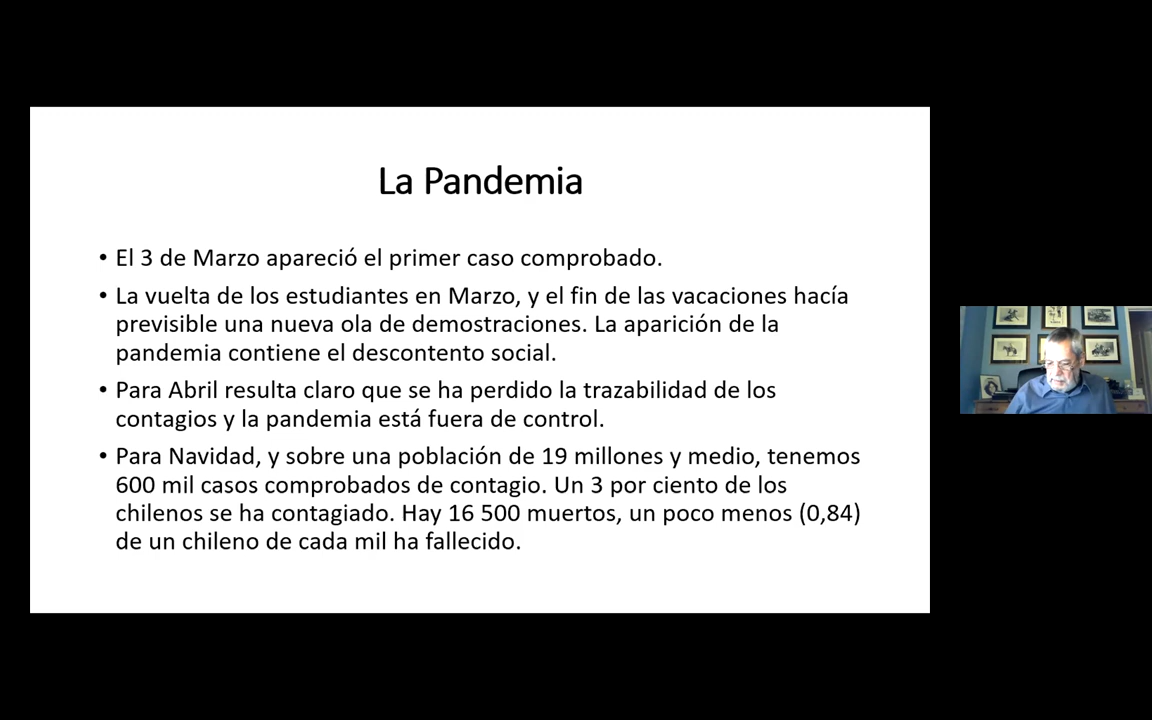 La Pandemia
• El 3 de Marzo apareció el primer caso comprobado.
• La vuelta de los estudiantes en Marzo, y el fin de las vacaciones hacía
previsible una nueva ola de demostraciones. La aparición de la
pandemia contiene el descontento social.
• Para Abril resulta claro que se ha perdido la trazabilidad de los
contagios y la pandemia está fuera de control.
• Para Navidad, y sobre una población de 19 millones y medio, tenemos
600 mil casos comprobados de contagio. Un 3 por ciento de los
chilenos se ha contagiado. Hay 16 500 muertos, un poco menos (0,84)
de un chileno de cada mil ha fallecido.